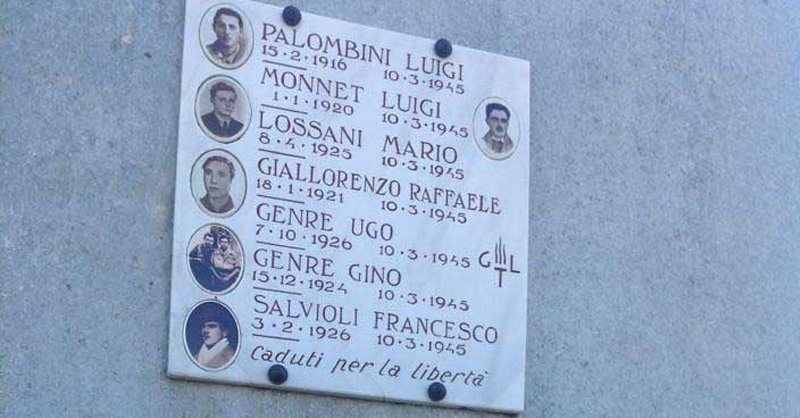 PALOMBINI LUIGI
15·2·1916 10·3·1945
MONNET LUIGI
1·1·1920 10·3·1945
LOSSANI MARIO
8·4·1925 10·3·1945
GIALLORENZO RAFFAELE
18·1·1921 10·3·1945
GENRE UGO
7·10·1926 10·3·1945
GL
GENRE GINO
15·12·1924 10·3·1945
SALVIOLI FRANCESCO
3·2·1926 10·3·1945
caduti per la libertà